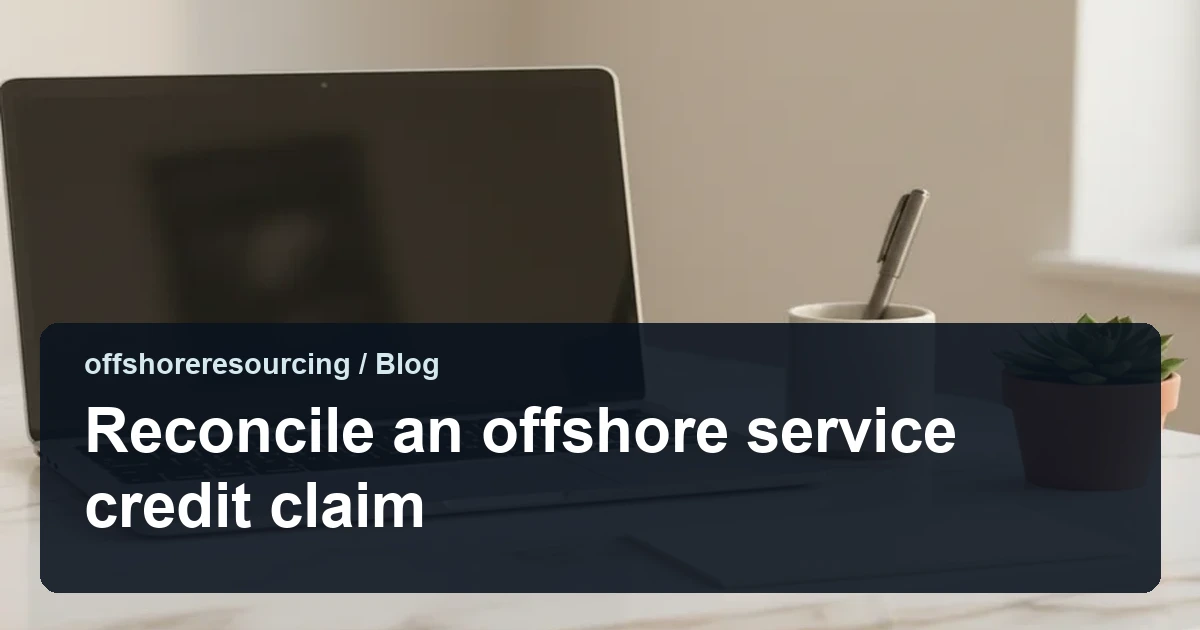 offshoreresourcing / Blog
Reconcile an offshore service
credit claim